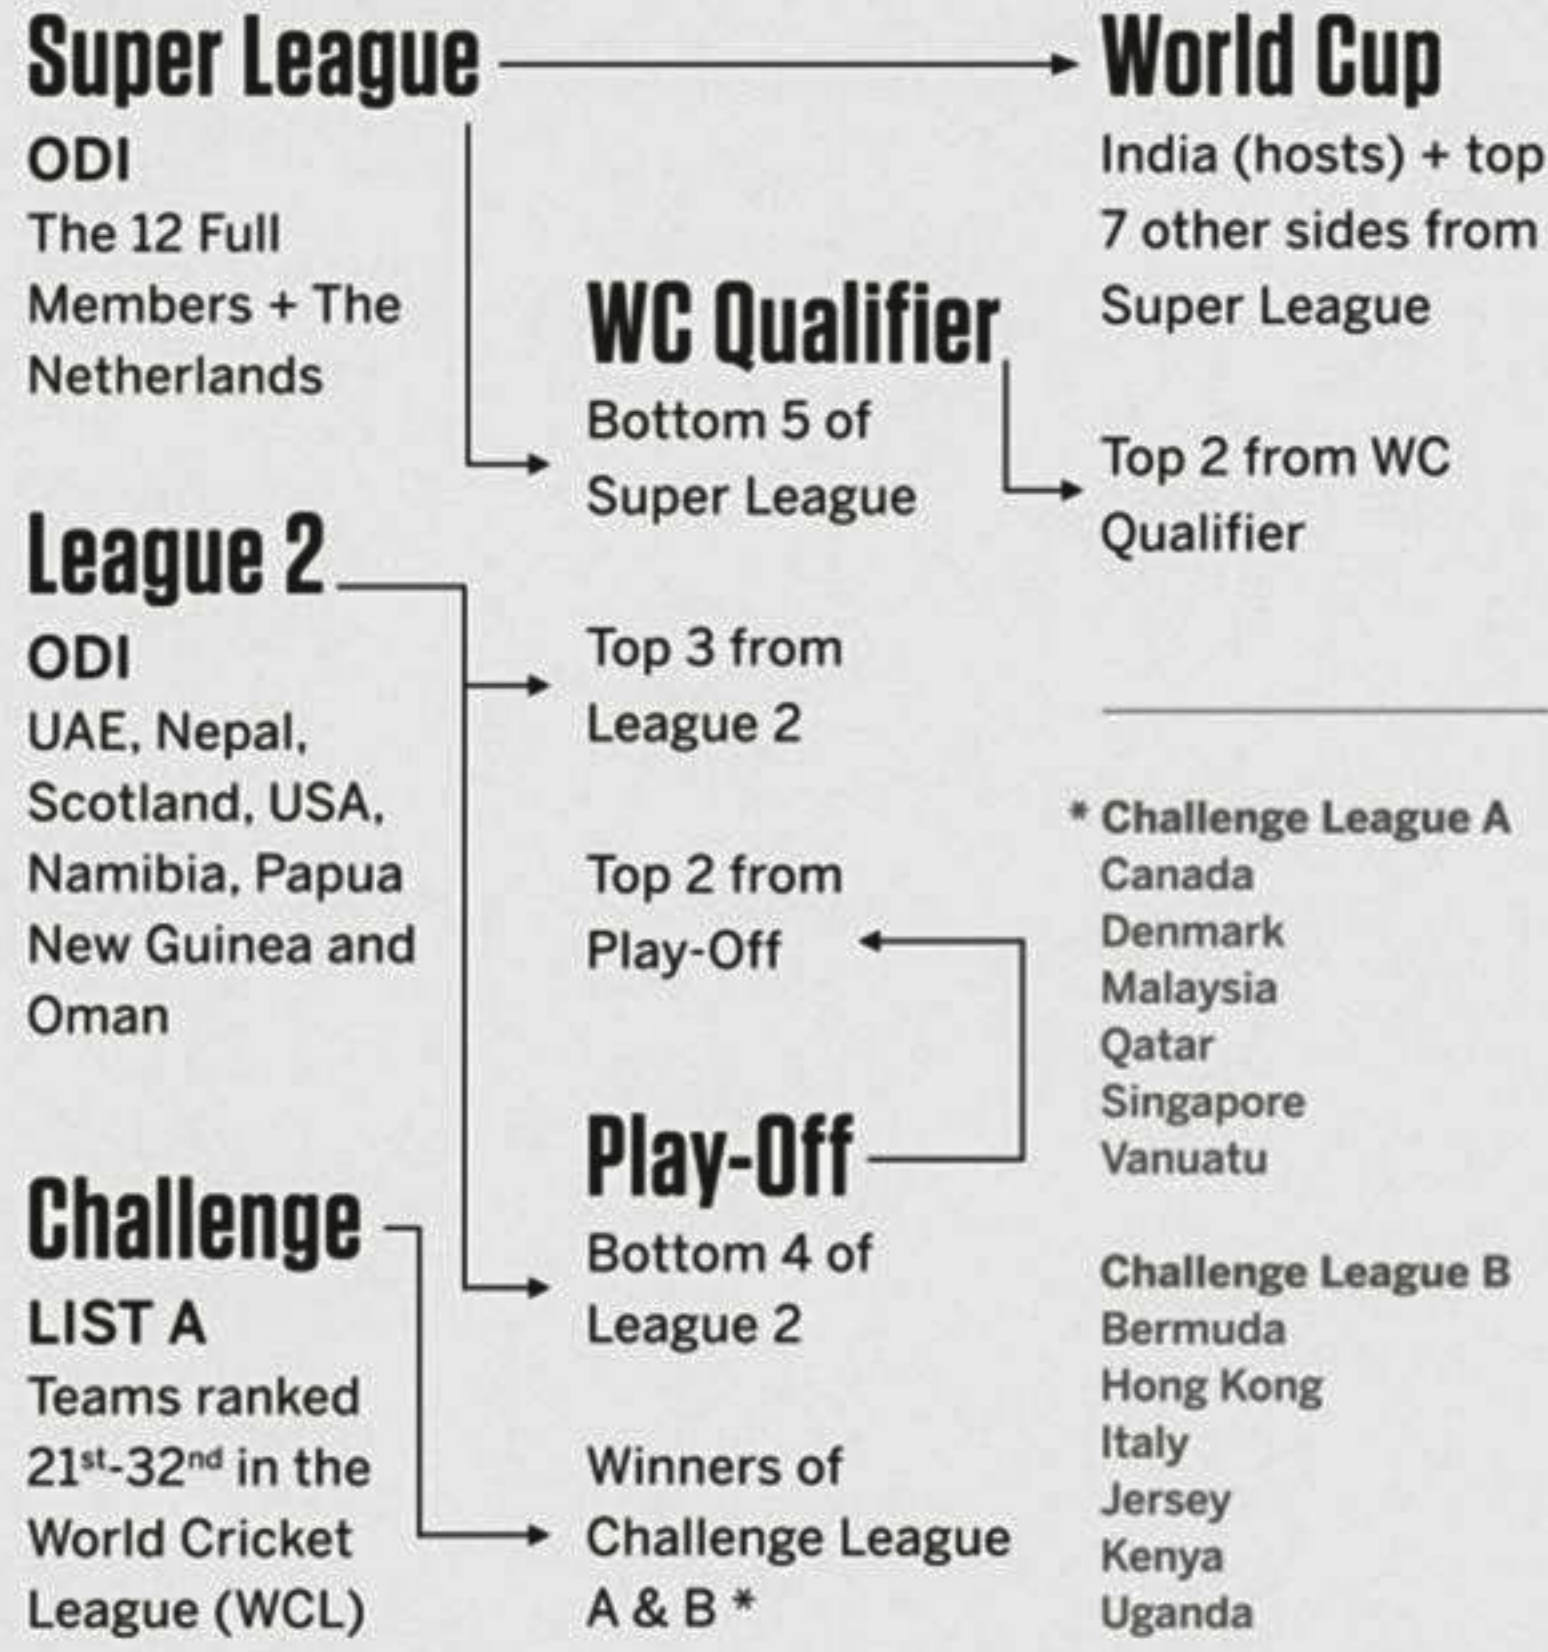 Super League
ODI
The 12 Full
Members + The
Netherlands
League 2
ODI
UAE, Nepal,
Scotland, USA,
Namibia, Papua
New Guinea and
Oman
Challenge
LIST A
Teams ranked
21st-32nd in the
World Cricket
League (WCL)
WC Qualifier
Bottom 5 of
Super League
Top 3 from
League 2
Top 2 from
Play-Off
Play-Off
Bottom 4 of
League 2
Winners of
Challenge League
A & B *
World Cup
India (hosts) + top
7 other sides from
Super League
Top 2 from WC
Qualifier
* Challenge League A
Canada
Denmark
Malaysia
Qatar
Singapore
Vanuatu
Challenge League B
Bermuda
Hong Kong
Italy
Jersey
Kenya
Uganda